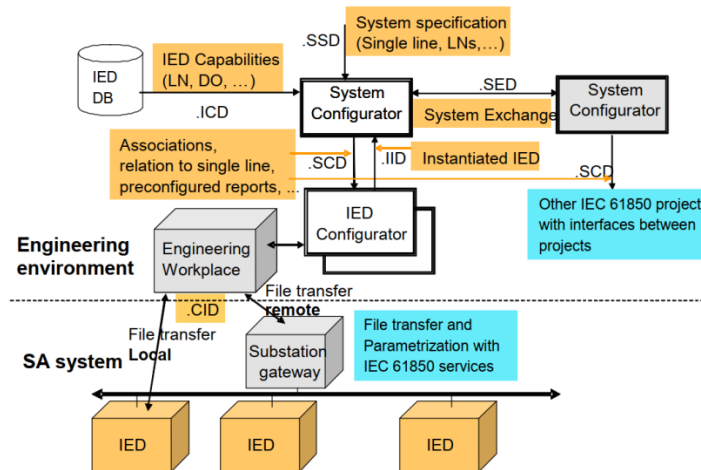 System specification
(Single line, LNs,…)
.SSD
IED
DB
IED Capabilities
(LN, DO, …)
.ICD
System
Configurator
.SED
System Exchange
System
Configurator
Associations,
relation to single line,
preconfigured reports, ...
.SCD
.IID
Instantiated IED
.SCD
IED
Configurator
Other IEC 61850 project
with interfaces between
projects
Engineering
environment
Engineering
Workplace
.CID
File transfer
remote
File transfer
Local
SA system
Substation
gateway
File transfer and
Parametrization with
IEC 61850 services
IED
IED
IED